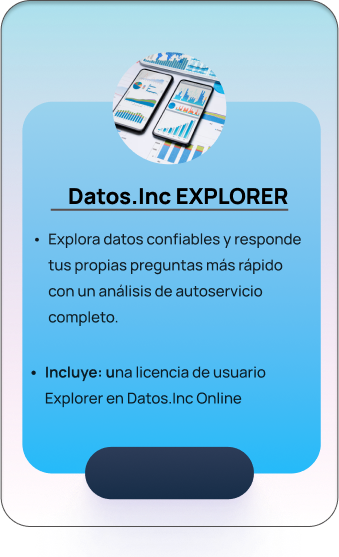 Datos.Inc EXPLORER
• Explora datos confiables y responde
tus propias preguntas más rápido
con un análisis de autoservicio
completo.
• Incluye: una licencia de usuario
Explorer en Datos.Inc Online